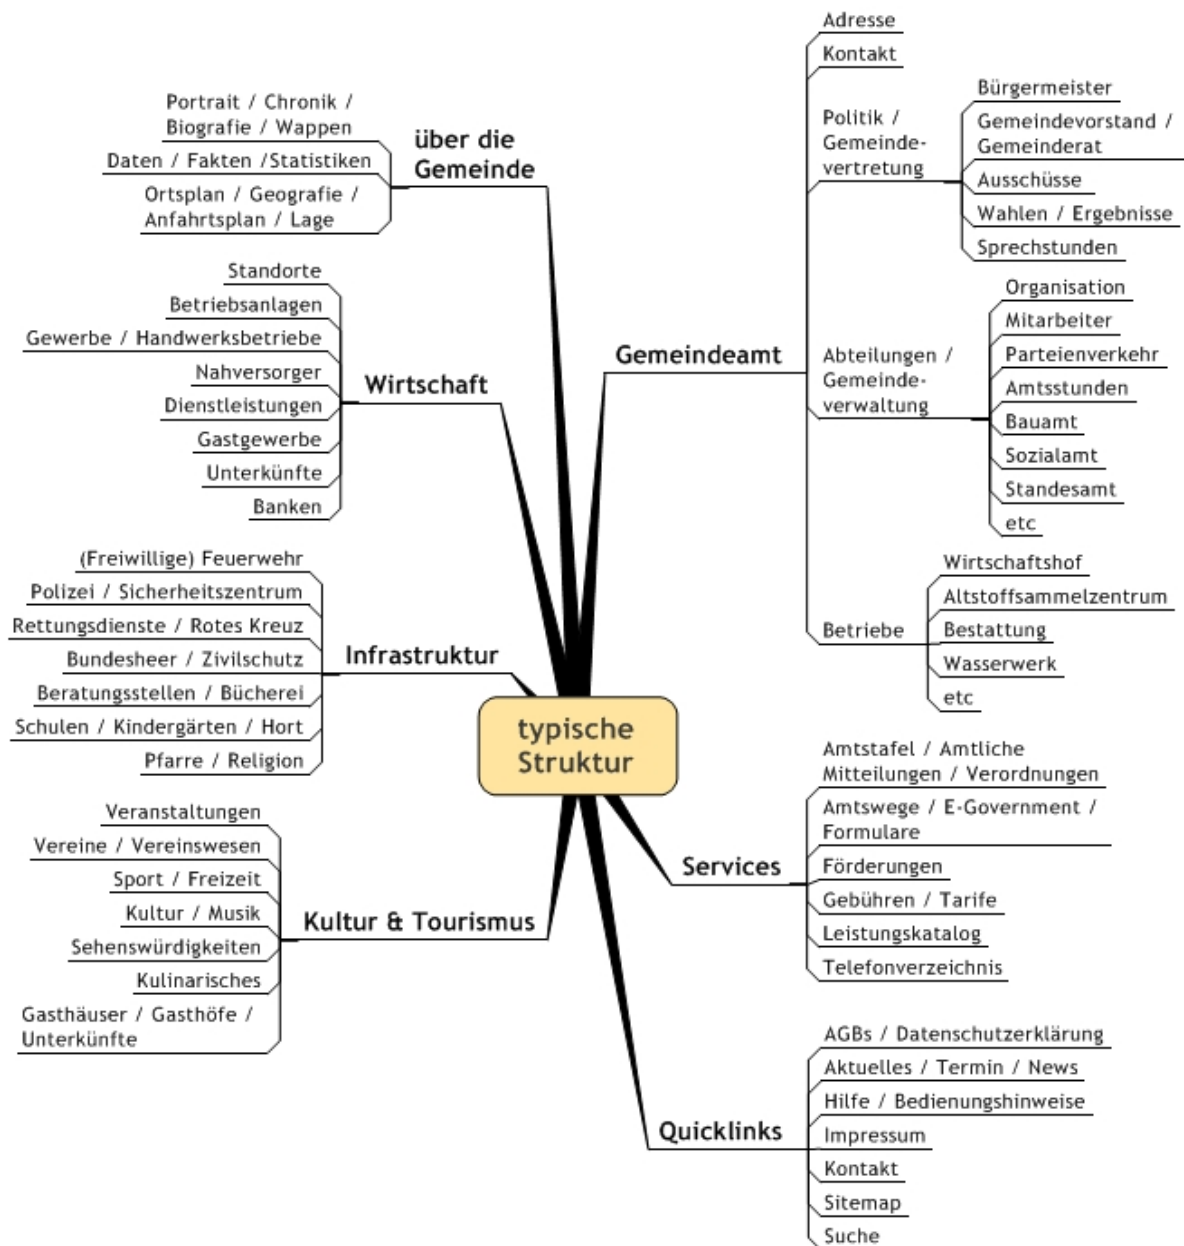 typische
Struktur
über die
Gemeinde
Portrait / Chronik /
Biografie / Wappen
Daten / Fakten /Statistiken
Ortsplan / Geografie /
Anfahrtsplan / Lage
Wirtschaft
Standorte
Betriebsanlagen
Gewerbe / Handwerksbetriebe
Nahversorger
Dienstleistungen
Gastgewerbe
Unterkünfte
Banken
Infrastruktur
(Freiwillige) Feuerwehr
Polizei / Sicherheitszentrum
Rettungsdienste / Rotes Kreuz
Bundesheer / Zivilschutz
Beratungsstellen / Bücherei
Schulen / Kindergärten / Hort
Pfarre / Religion
Kultur & Tourismus
Veranstaltungen
Vereine / Vereinswesen
Sport / Freizeit
Kultur / Musik
Sehenswürdigkeiten
Kulinarisches
Gasthäuser / Gasthöfe /
Unterkünfte
Gemeindeamt
Adresse
Kontakt
Politik /
Gemeinde-
vertretung
Bürgermeister
Gemeindevorstand /
Gemeinderat
Ausschüsse
Wahlen / Ergebnisse
Sprechstunden
Abteilungen /
Gemeinde-
verwaltung
Organisation
Mitarbeiter
Parteienverkehr
Amtsstunden
Bauamt
Sozialamt
Standesamt
etc
Betriebe
Wirtschaftshof
Altstoffsammelzentrum
Bestattung
Wasserwerk
etc
Services
Amtstafel / Amtliche
Mitteilungen / Verordnungen
Amtswege / E-Government /
Formulare
Förderungen
Gebühren / Tarife
Leistungskatalog
Telefonverzeichnis
Quicklinks
AGBs / Datenschutzerklärung
Aktuelles / Termin / News
Hilfe / Bedienungshinweise
Impressum
Kontakt
Sitemap
Suche